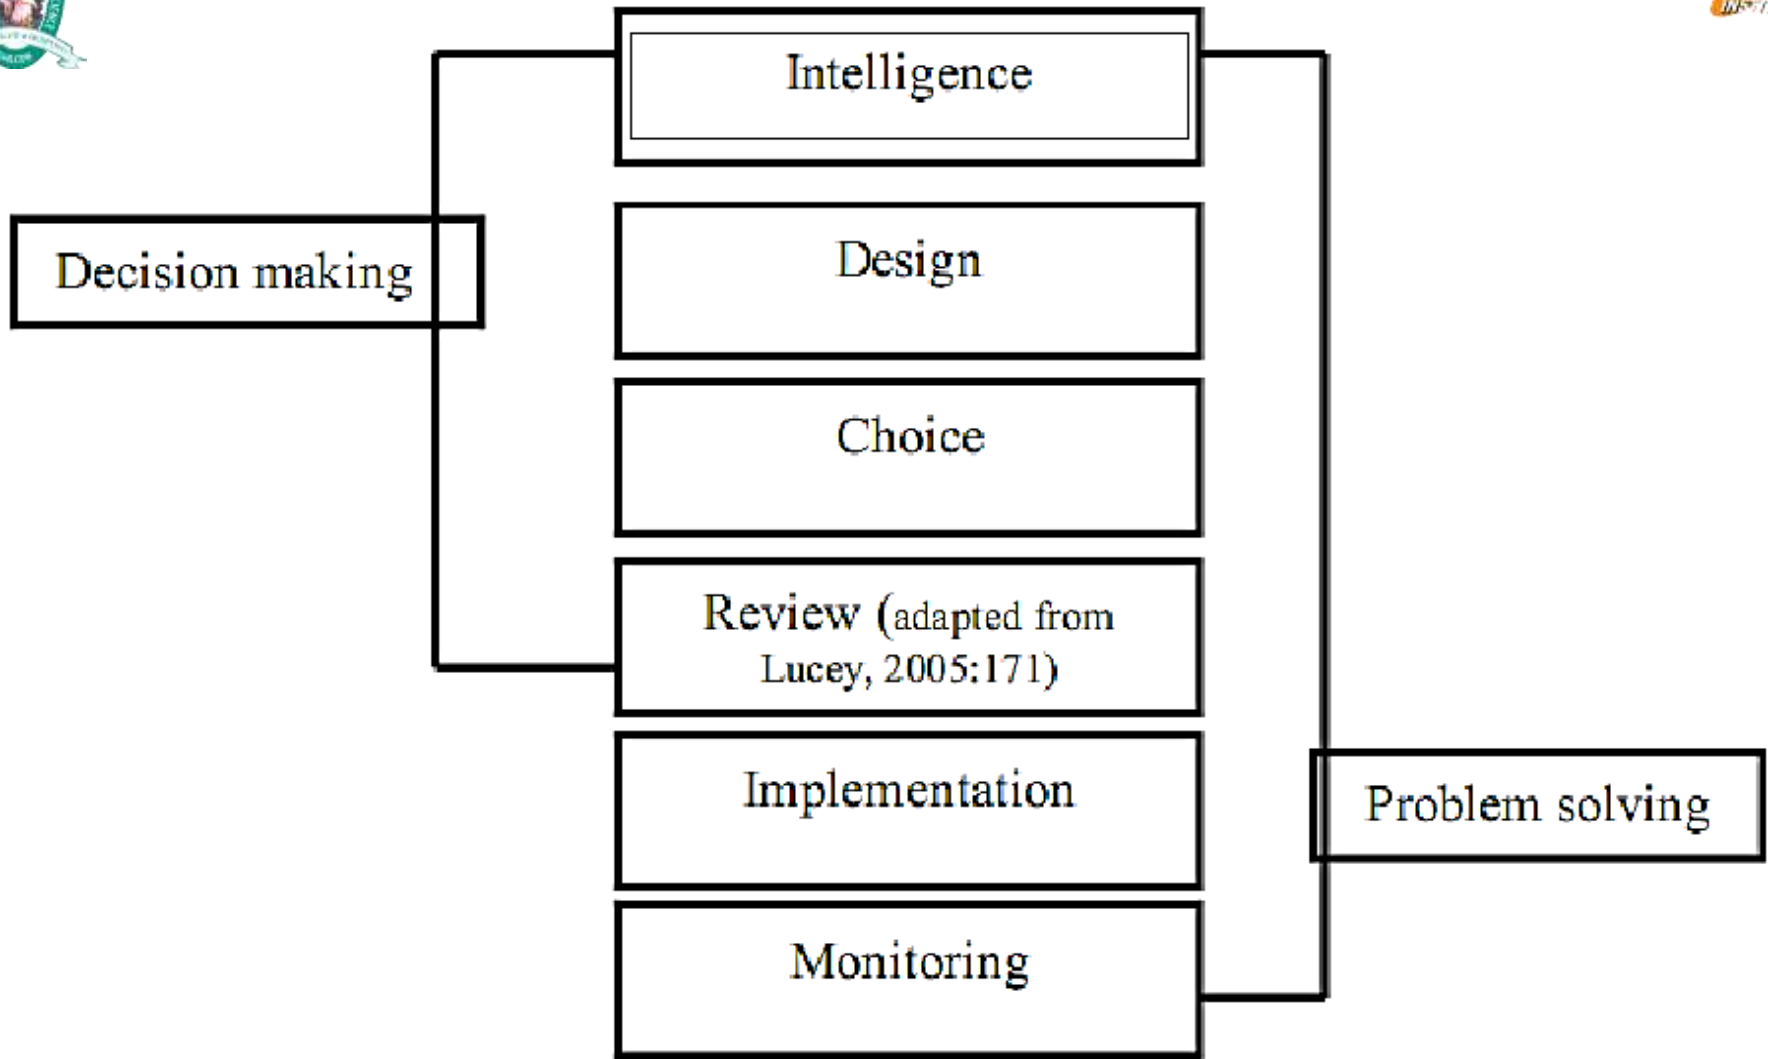 Intelligence
Decision making
Design
Choice
Review (adapted from
Lucey, 2005:171)
Implementation
Problem solving
Monitoring